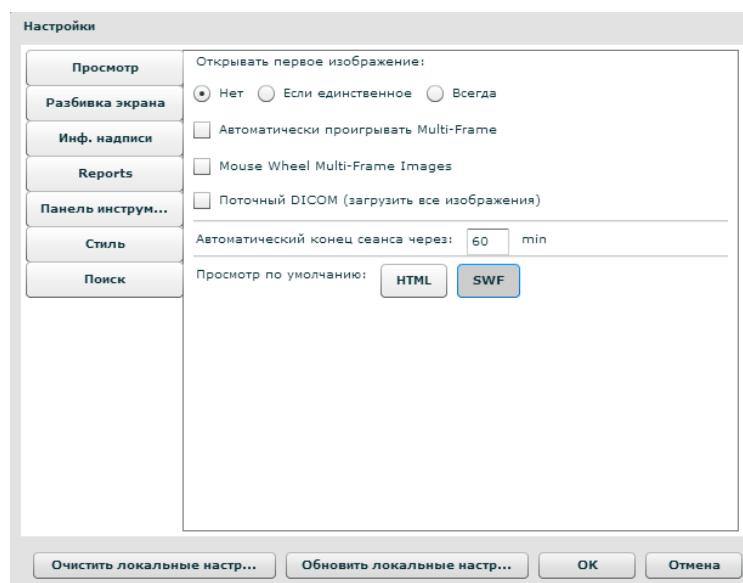 Настройки
Просмотр
Разбивка экрана
Инф. надписи
Reports
Панель инструм...
Стиль
Поиск
Открывать первое изображение:
Нет Если единственное Всегда
Автоматически проигрывать Multi-Frame
Mouse Wheel Multi-Frame Images
Поточный DICOM (загрузить все изображения)
Автоматический конец сеанса через: 60 min
Просмотр по умолчанию: HTML SWF
Очистить локальные настр... Обновить локальные настр... OK Отмена